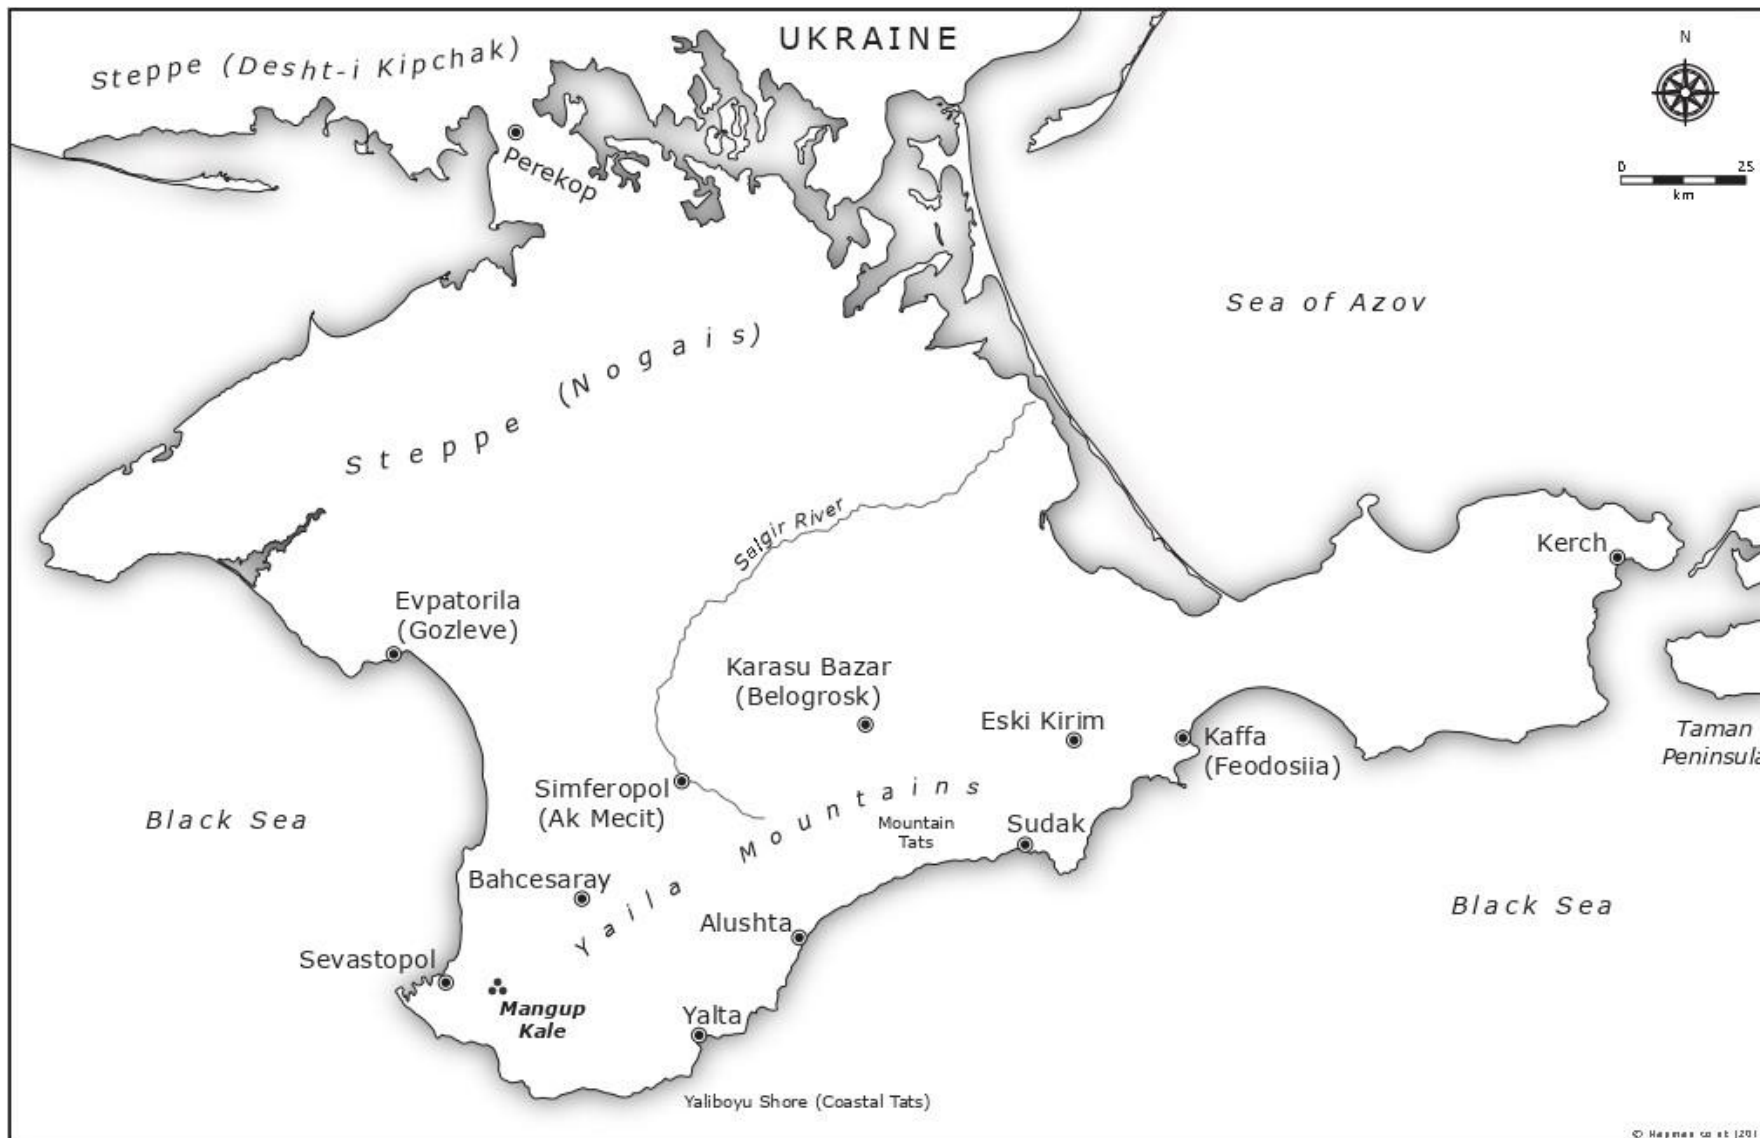 UKRAINE
Steppe (Desht-i Kipchak)
N
Perekop
0 25
km
Sea of Azov
Steppe (Nogais)
Salgir River
Kerch
Evpatorila
(Gozleve)
Karasu Bazar
(Belogrosk)
Eski Kirim
Kaffa
(Feodosiia)
Taman
Peninsula
Simferopol
(Ak Mecit)
Yaila Mountains
Mountain
Tats
Sudak
Black Sea
Bahcesaray
Alushta
Black Sea
Sevastopol
Mangup
Kale
Yalta
Yaliboyu Shore (Coastal Tats)